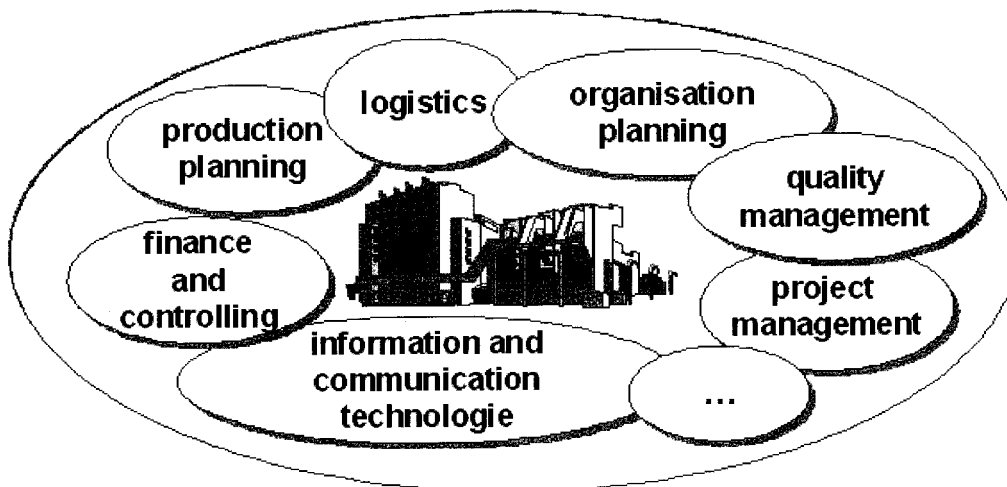 logistics
organisation
planning
production
planning
quality
management
finance
and
controlling
project
management
information and
communication
technologie
...